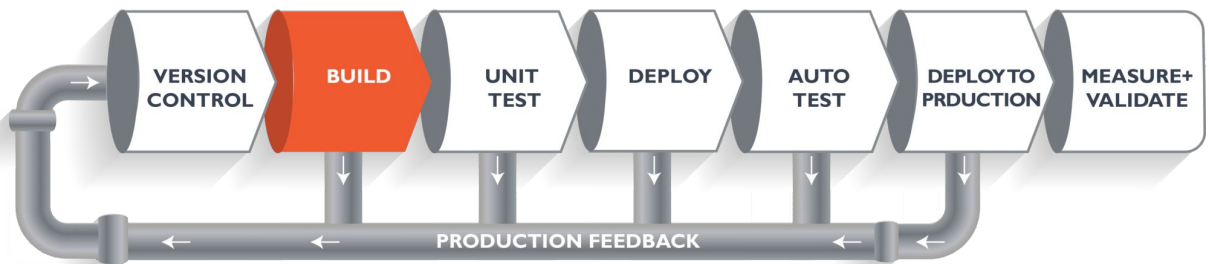 VERSION
CONTROL
BUILD
UNIT
TEST
DEPLOY
AUTO
TEST
DEPLOY TO
PRDUCTION
MEASURE+
VALIDATE
PRODUCTION FEEDBACK